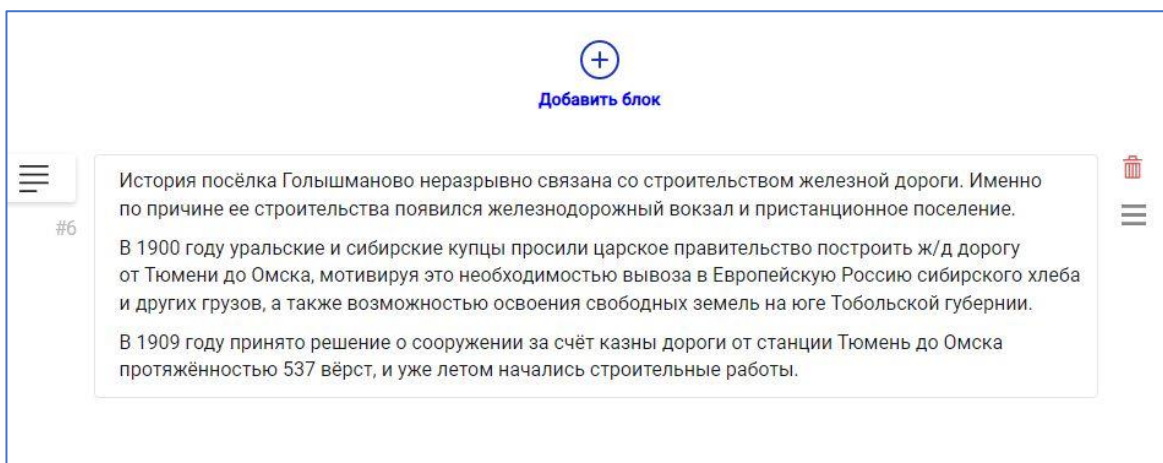 Добавить блок
#6
История посёлка Голышманово неразрывно связана со строительством железной дороги. Именно
по причине ее строительства появился железнодорожный вокзал и пристанционное поселение.
В 1900 году уральские и сибирские купцы просили царское правительство построить ж/д дорогу
от Тюмени до Омска, мотивируя это необходимостью вывоза в Европейскую Россию сибирского хлеба
и других грузов, а также возможностью освоения свободных земель на юге Тобольской губернии.
В 1909 году принято решение о сооружении за счёт казны дороги от станции Тюмень до Омска
протяжённостью 537 вёрст, и уже летом начались строительные работы.